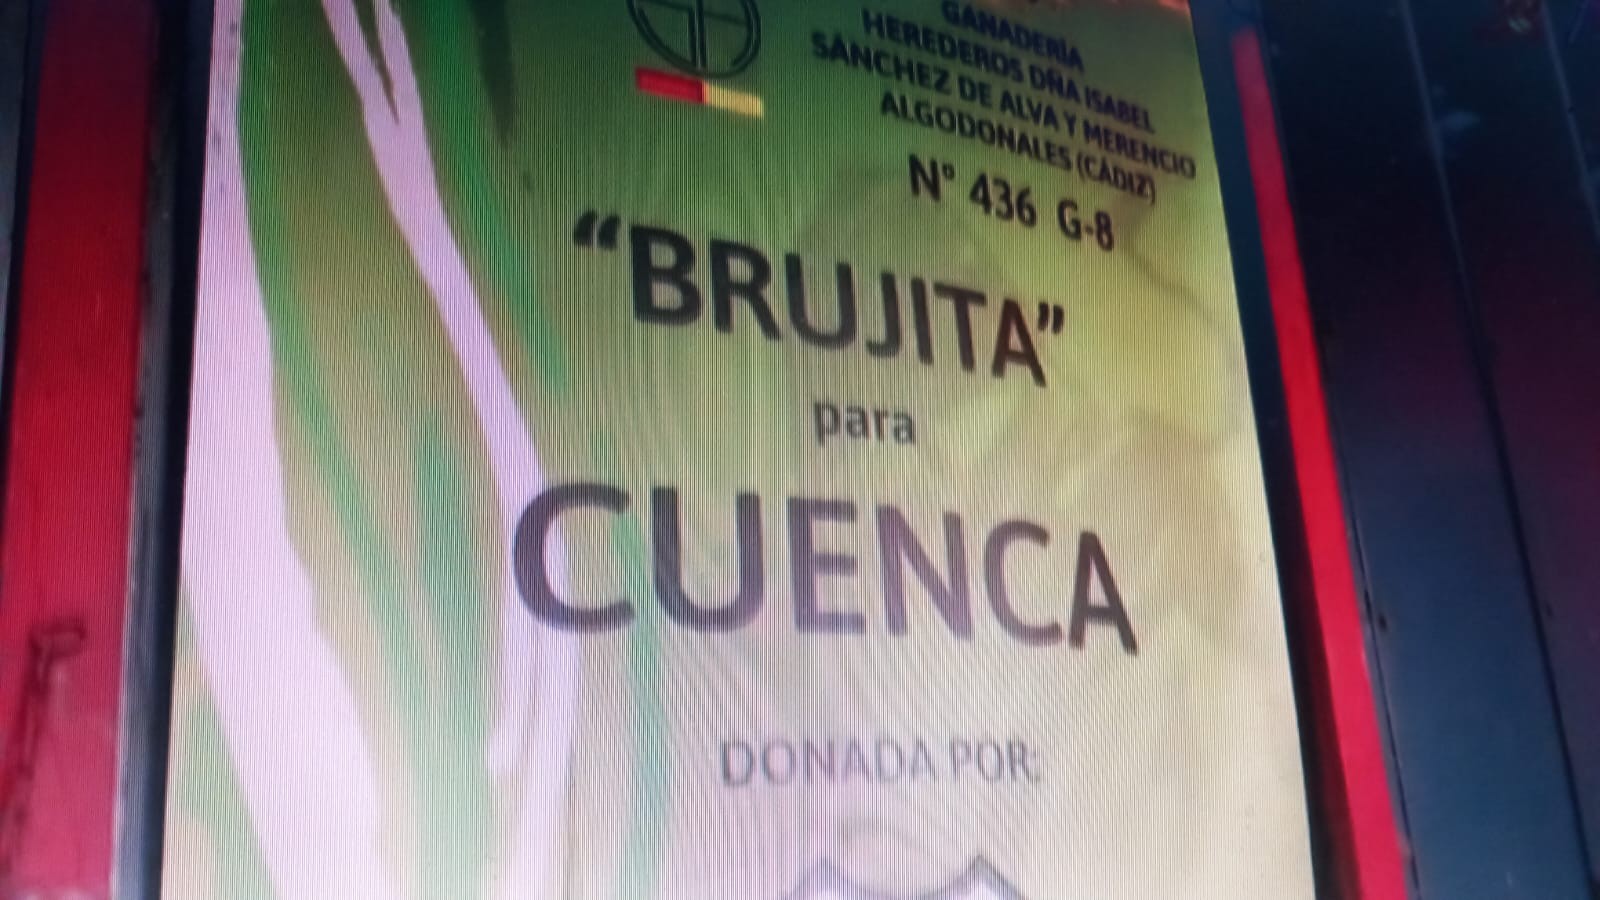 GANADERÍA
HEREDEROS DÑA ISABEL
SÁNCHEZ DE ALVA Y MERENCIO
ALGODONALES (CÁDIZ)
Nº 436 G-8
“BRUJITA”
para
CUENCA
DONADA POR: